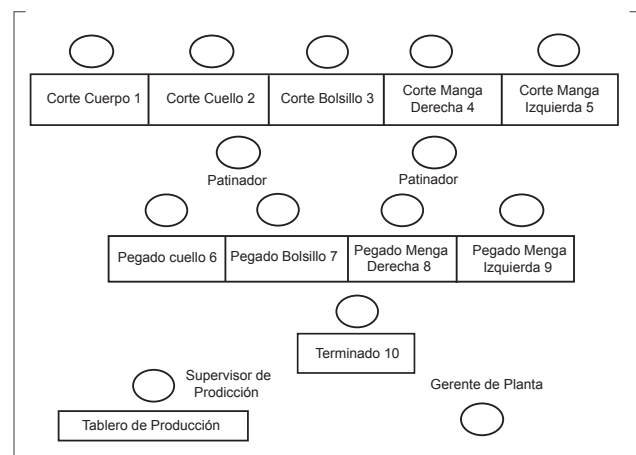 Corte Cuerpo 1
Corte Cuello 2
Corte Bolsillo 3
Corte Manga
Derecha 4
Corte Manga
Izquierda 5
Patinador
Patinador
Pegado cuello 6
Pegado Bolsillo 7
Pegado Menga
Derecha 8
Pegado Menga
Izquierda 9
Terminado 10
Supervisor de
Prodicción
Gerente de Planta
Tablero de Producción